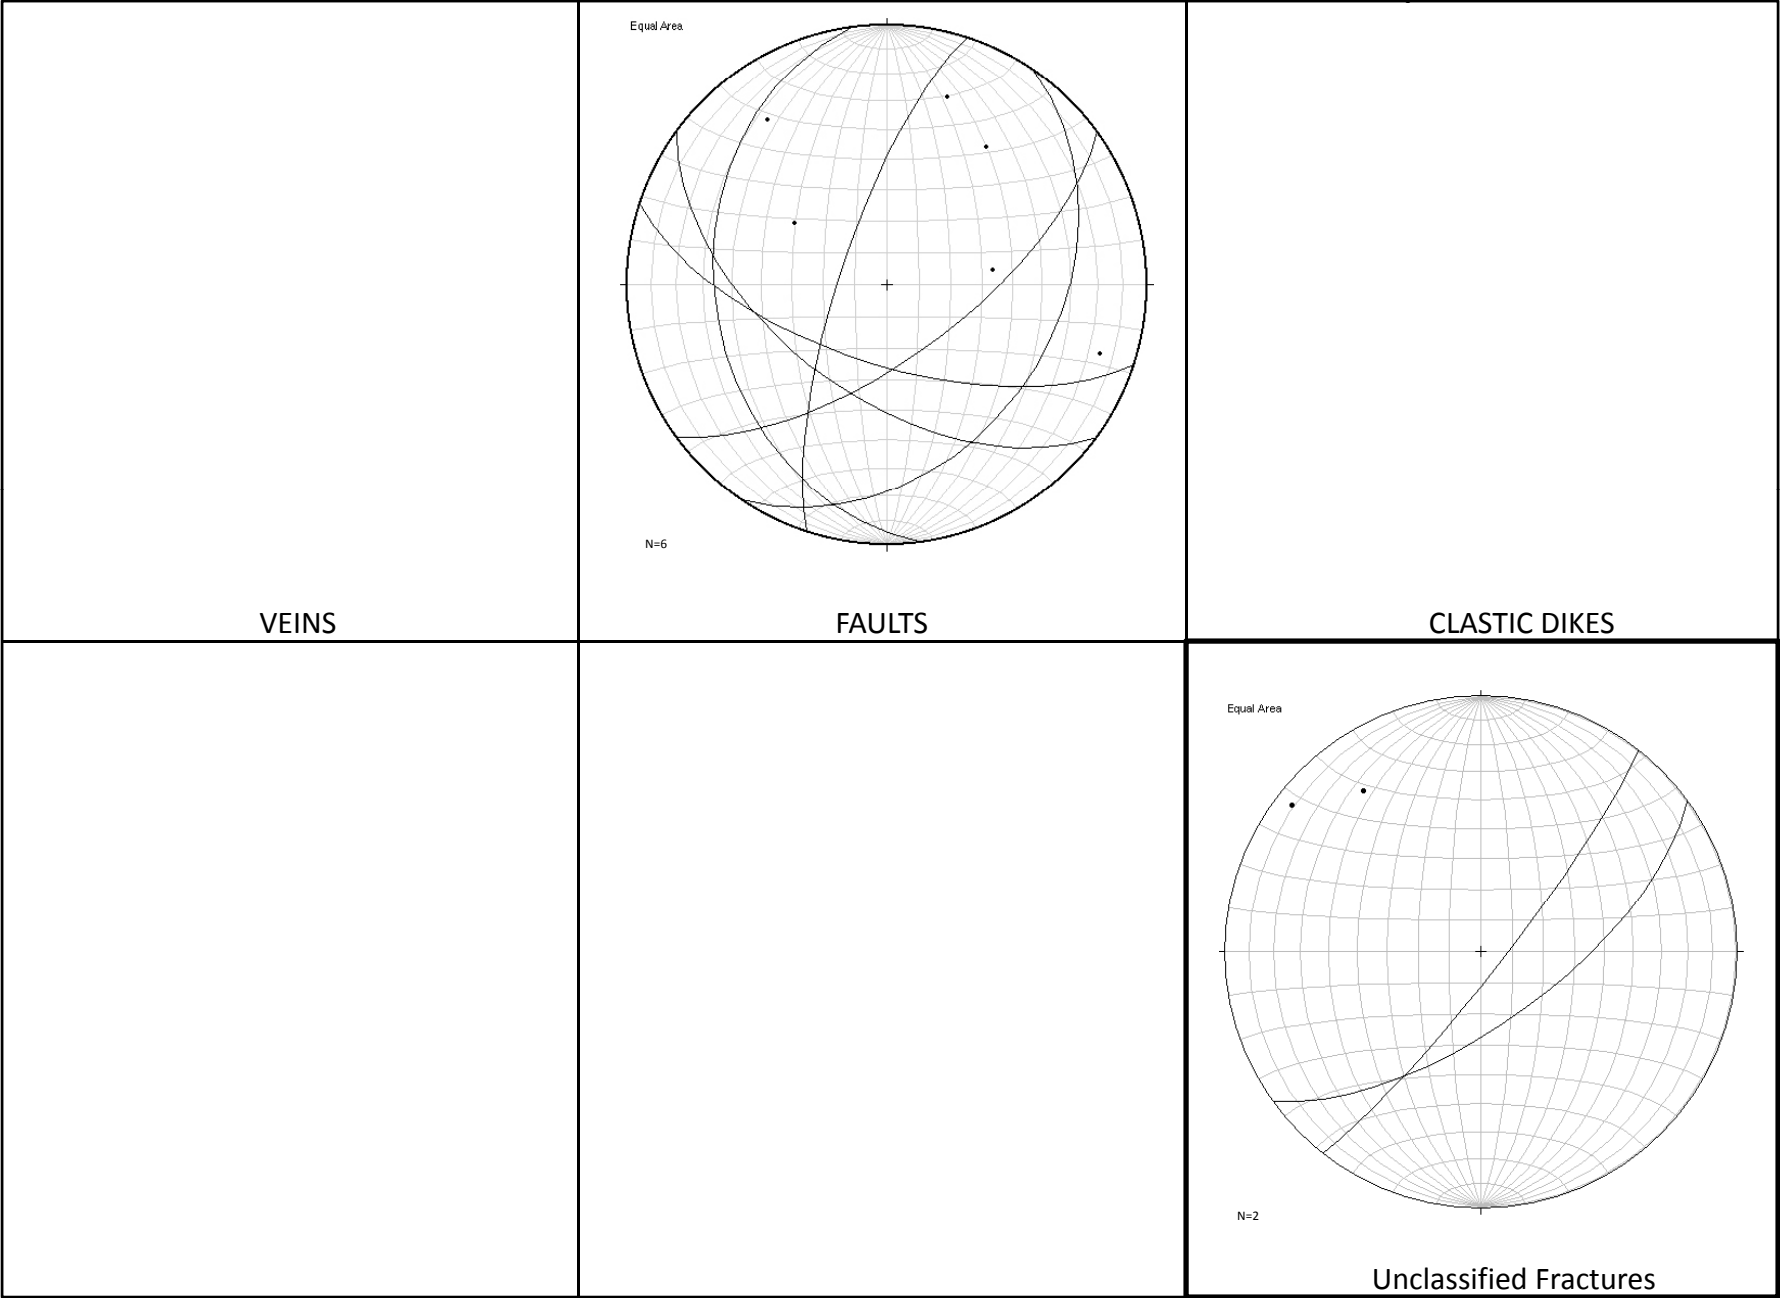 Equal Area
N=6
VEINS
FAULTS
CLASTIC DIKES
Equal Area
N=2
Unclassified Fractures